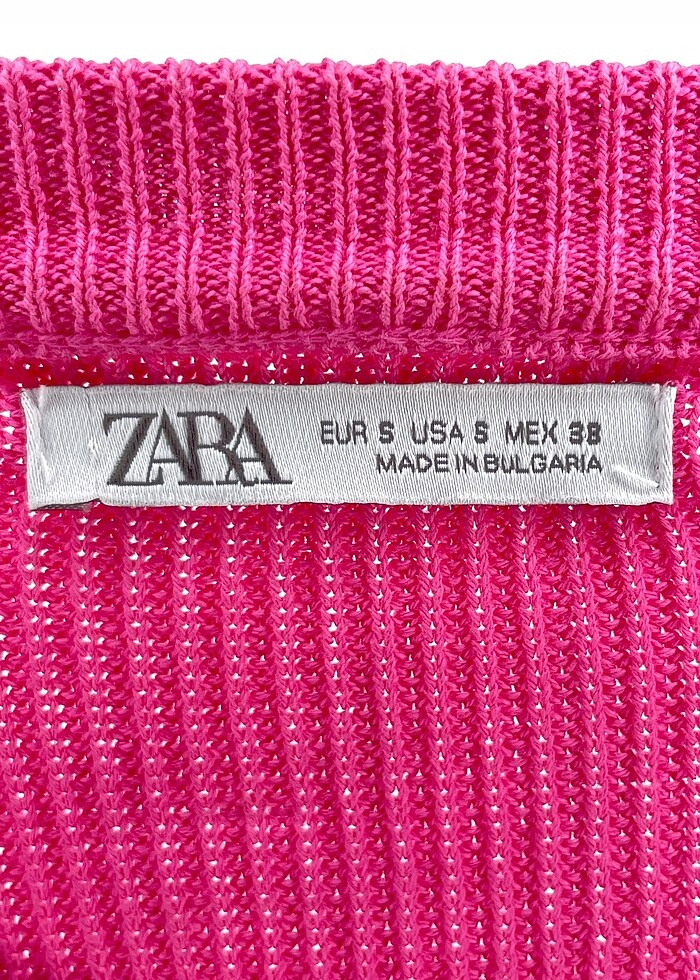 ZARA
EUR S USA S MEX 38
MADE IN BULGARIA